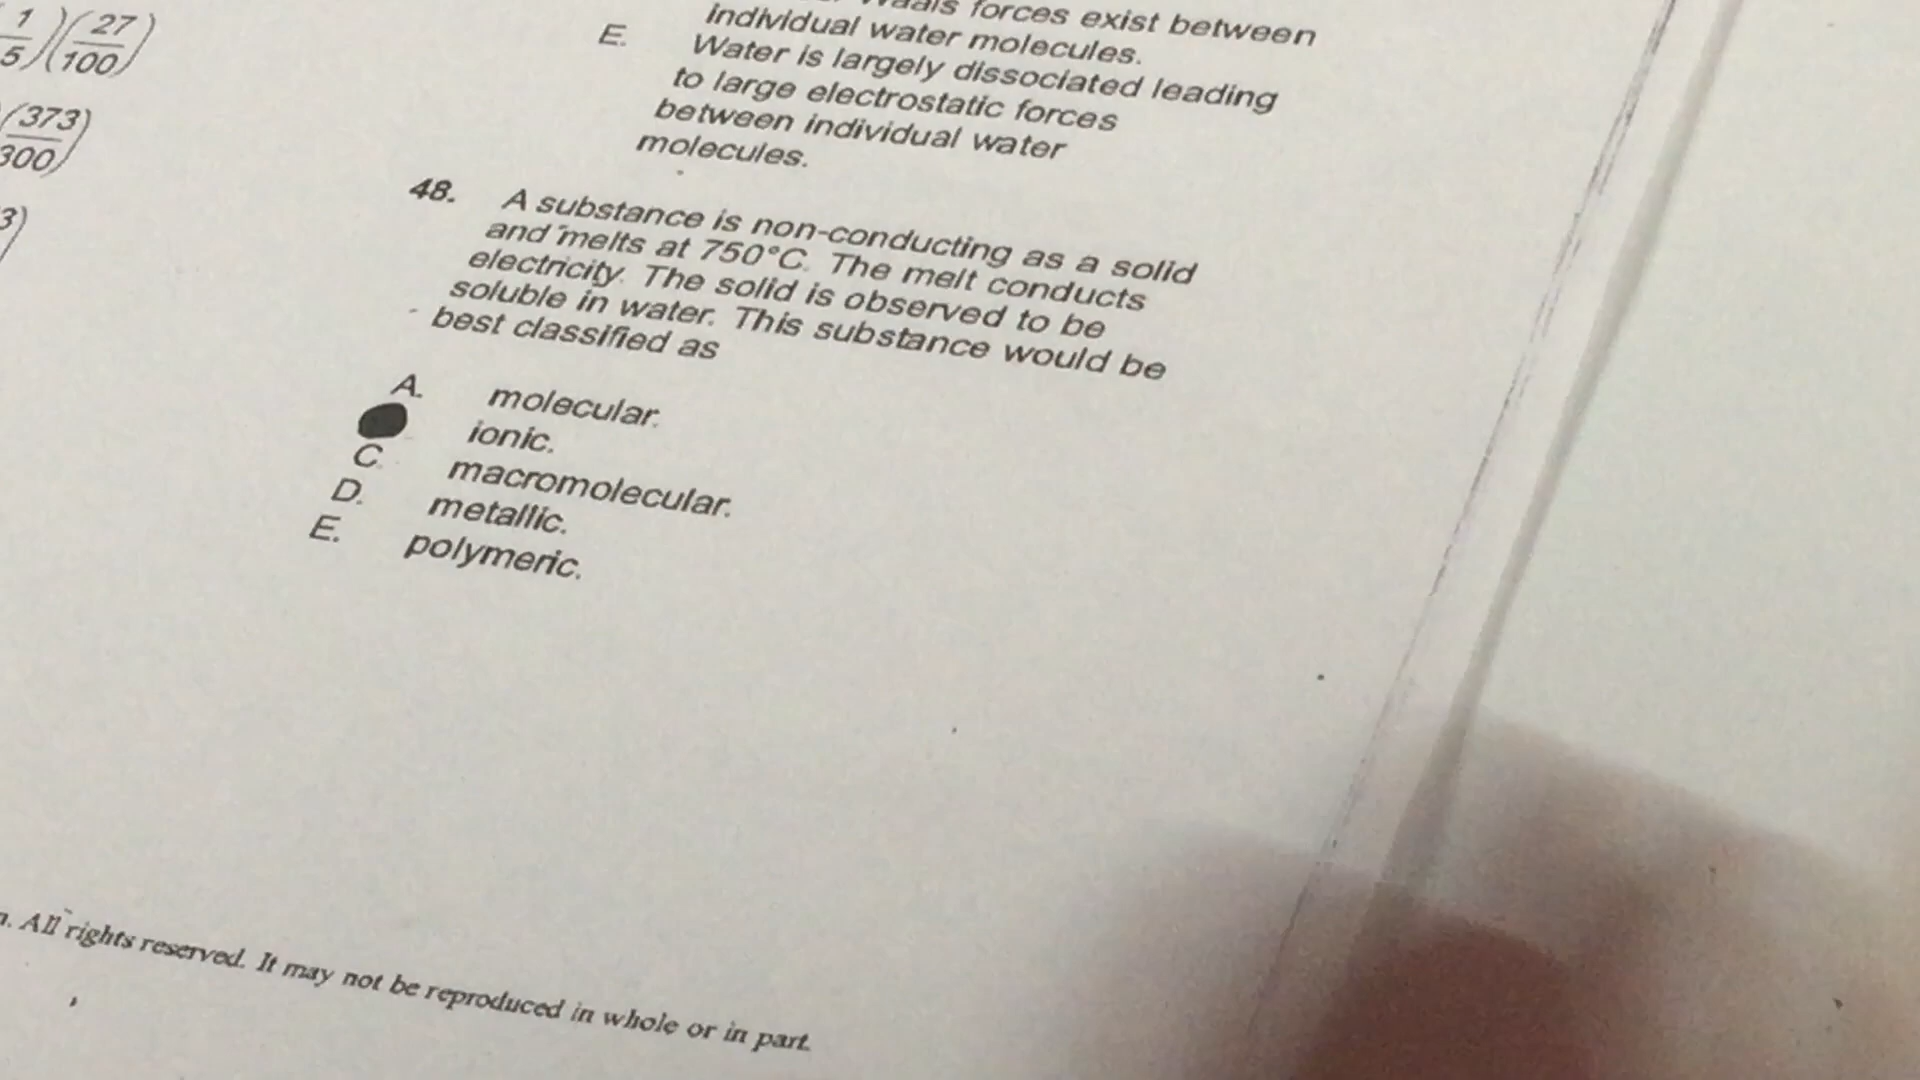 1/5)(27/100)
(373/300)
3)
forces exist between
individual water molecules.
E. Water is largely dissociated leading
to large electrostatic forces
between individual water
molecules.
48. A substance is non-conducting as a solid
and melts at 750°C. The melt conducts
electricity. The solid is observed to be
soluble in water. This substance would be
best classified as
A. molecular.
ionic.
C. macromolecular.
D. metallic.
E. polymeric.
All rights reserved. It may not be reproduced in whole or in part.